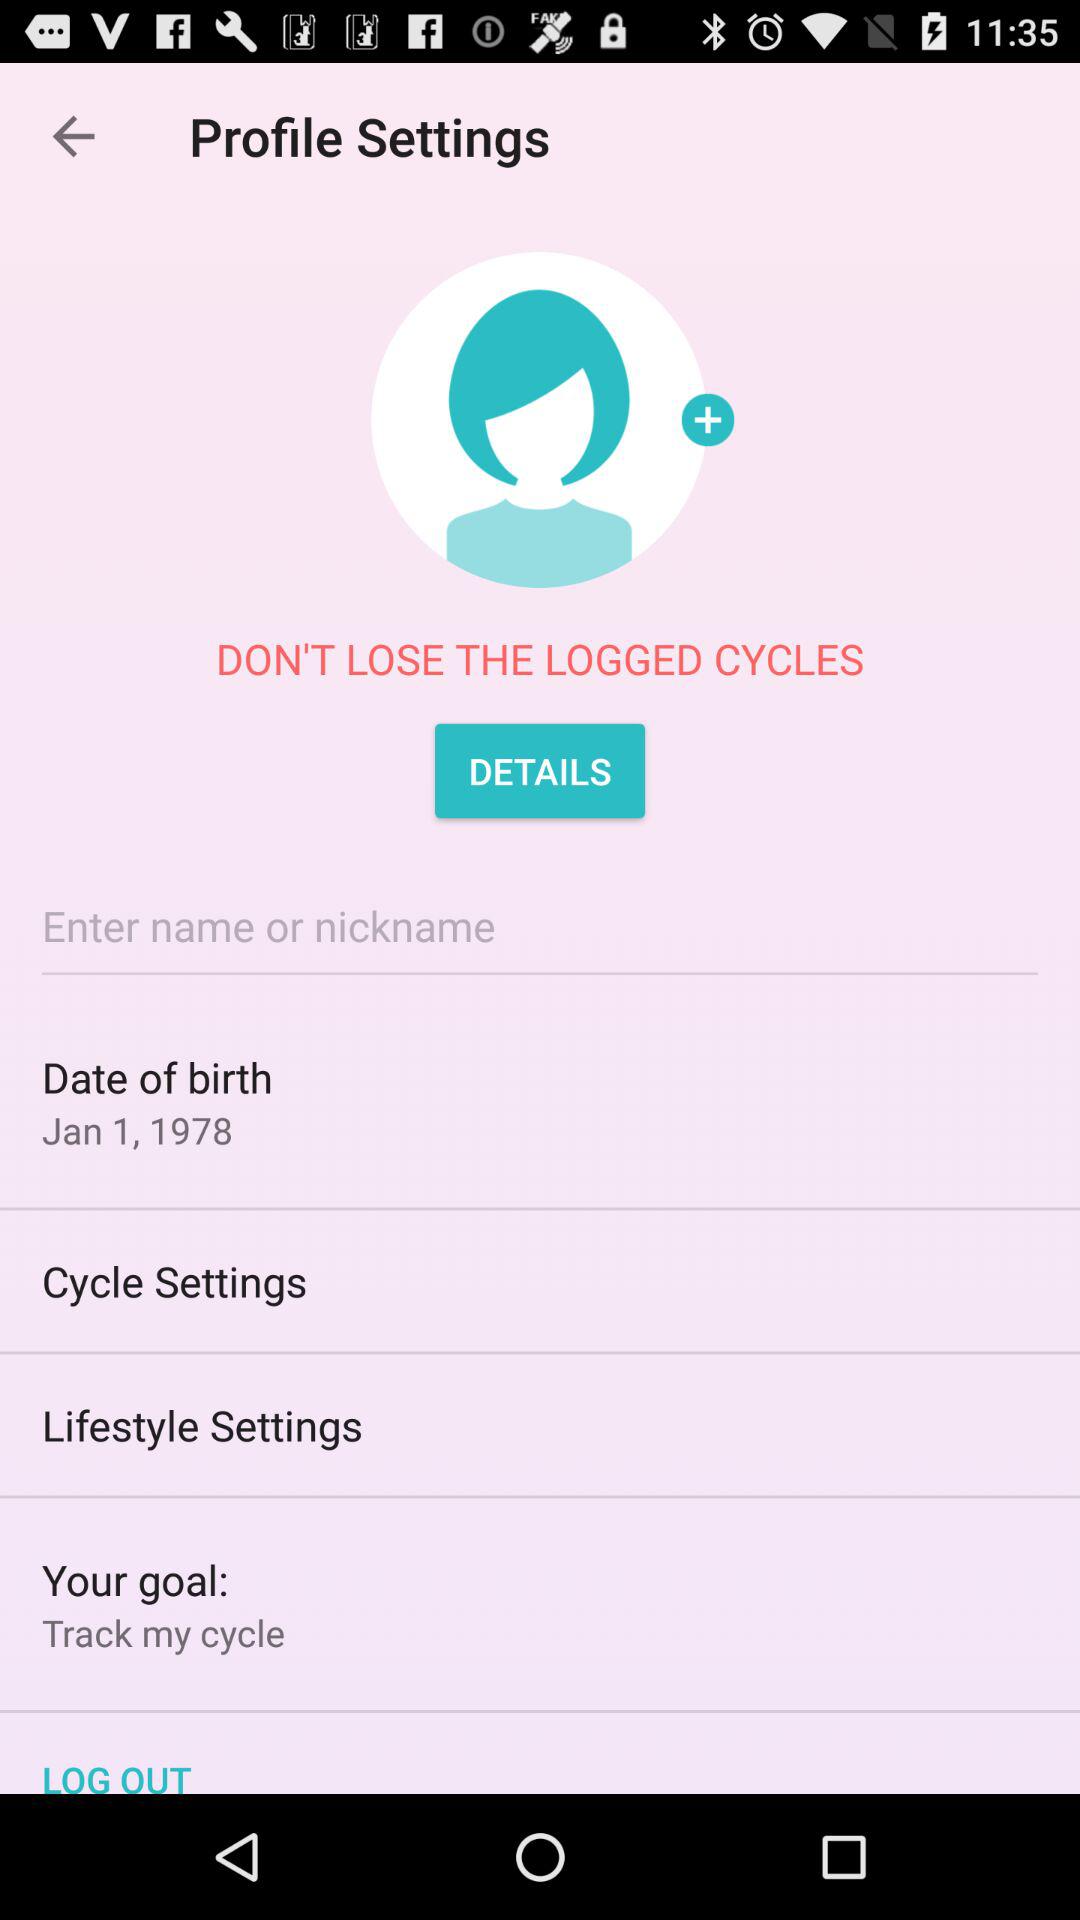 FAKE
11:35
Profile Settings
DON'T LOSE THE LOGGED CYCLES
DETAILS
Enter name or nickname
Date of birth
Jan 1, 1978
Cycle Settings
Lifestyle Settings
Your goal:
Track my cycle
LOG OUT